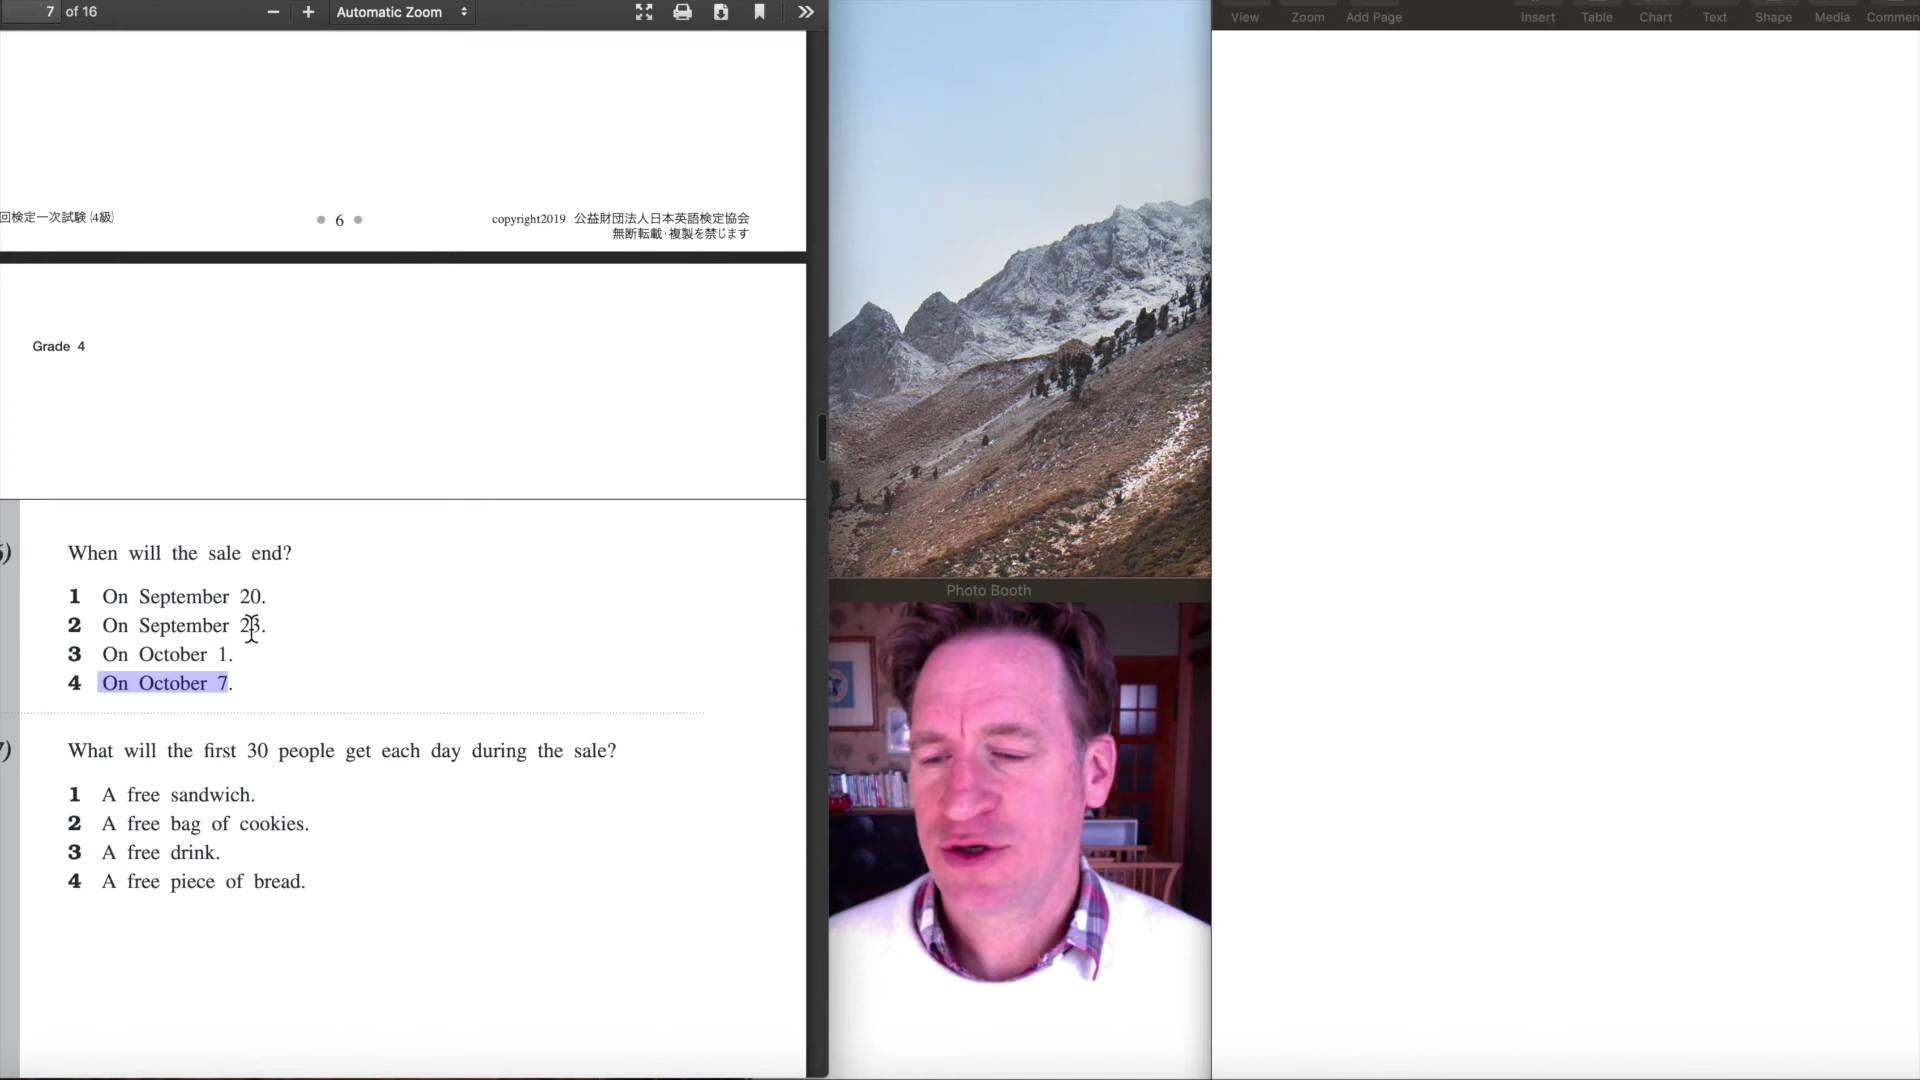 7 of 16
Automatic Zoom
View Zoom Add Page Insert Table Chart Text Shape Media Commen
回検定一次試験 (4級)
6
copyright2019 公益財団法人日本英語検定協会
無断転載・複製を禁じます
Grade 4
When will the sale end?
1 On September 20.
2 On September 23.
3 On October 1.
4 On October 7.
7) What will the first 30 people get each day during the sale?
1 A free sandwich.
2 A free bag of cookies.
3 A free drink.
4 A free piece of bread.
Photo Booth